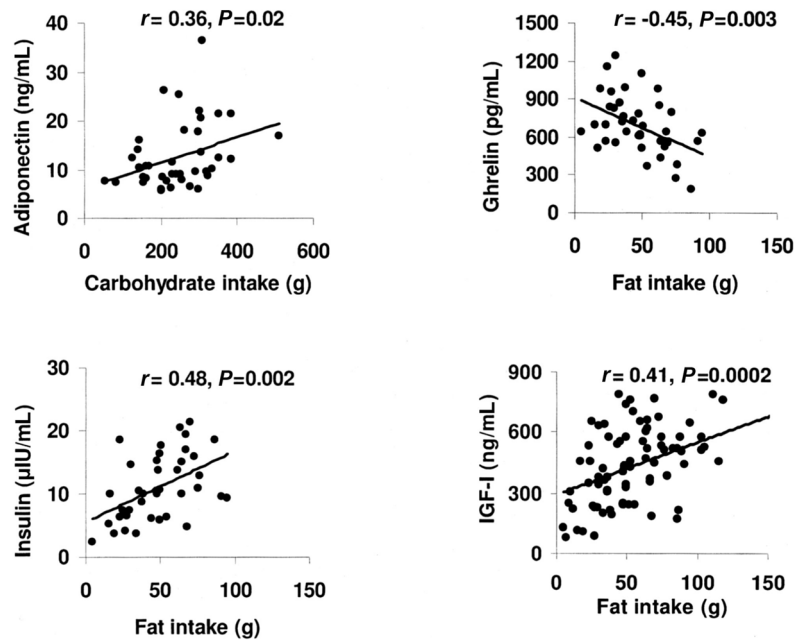 r= 0.36, P=0.02
Adiponectin (ng/mL)
40
30
20
10
0
0 200 400 600
Carbohydrate intake (g)
r= -0.45, P=0.003
Ghrelin (pg/mL)
1500
1200
900
600
300
0
0 50 100 150
Fat intake (g)
r= 0.48, P=0.002
Insulin (µIU/mL)
30
20
10
0
0 50 100 150
Fat intake (g)
r= 0.41, P=0.0002
IGF-I (ng/mL)
900
600
300
0
0 50 100 150
Fat intake (g)